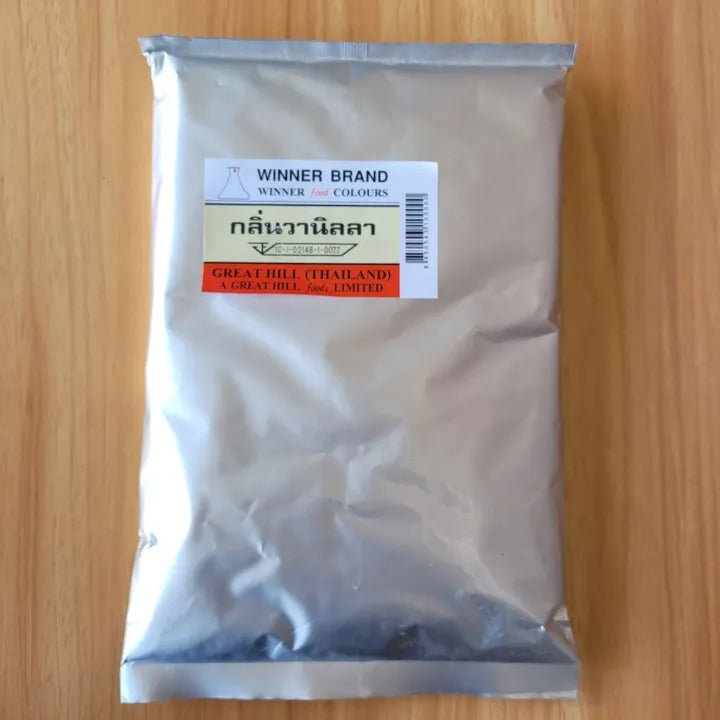 WINNER BRAND
WINNER food COLOURS
กลิ่นวานิลลา
10-1-02148-1-0077
GREAT HILL (THAILAND)
A GREAT HILL foods LIMITED